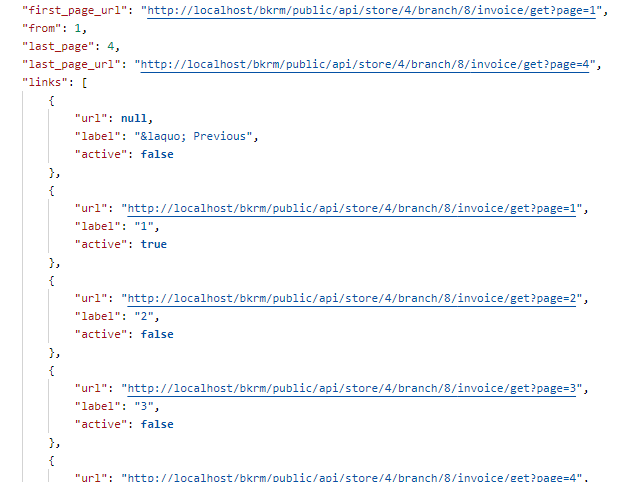 "first_page_url": "http://localhost/bkrm/public/api/store/4/branch/8/invoice/get?page=1",
"from": 1,
"last_page": 4,
"last_page_url": "http://localhost/bkrm/public/api/store/4/branch/8/invoice/get?page=4",
"links": [
{
"url": null,
"label": "&laquo; Previous",
"active": false
},
{
"url": "http://localhost/bkrm/public/api/store/4/branch/8/invoice/get?page=1",
"label": "1",
"active": true
},
{
"url": "http://localhost/bkrm/public/api/store/4/branch/8/invoice/get?page=2",
"label": "2",
"active": false
},
{
"url": "http://localhost/bkrm/public/api/store/4/branch/8/invoice/get?page=3",
"label": "3",
"active": false
},
{
"url": "http://localhost/bkrm/public/api/store/4/branch/8/invoice/get?page=4",